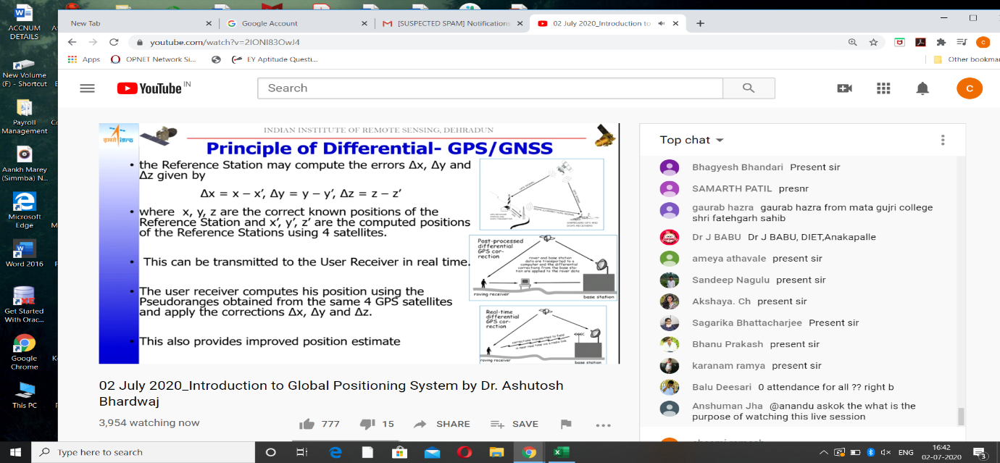 ACCNUM
DETAILS
New Volume
(F) - Shortcut
Payroll
Management
Aankh Marey
(Simmba) N...
Microsoft
Edge
Word 2016
Get Started
With Orac...
Google
Chrome
This PC
New Tab
Google Account
[SUSPECTED SPAM] Notifications
02 July 2020_Introduction to
youtube.com/watch?v=2IONI83OwJ4
Apps
OPNET Network Si...
EY Aptitude Questi...
Other bookmar
YouTube IN
Search
C
INDIAN INSTITUTE OF REMOTE SENSING, DEHRADUN
इसरो isro
Principle of Differential- GPS/GNSS
• the Reference Station may compute the errors Δx, Δy and
Δz given by
Δx = x – x′, Δy = y – y′, Δz = z – z′
• where x, y, z are the correct known positions of the
Reference Station and x′, y′, z′ are the computed positions
of the Reference Stations using 4 satellites.
• This can be transmitted to the User Receiver in real time.
• The user receiver computes his position using the
Pseudoranges obtained from the same 4 GPS satellites
and apply the corrections Δx, Δy and Δz.
• This also provides improved position estimate
Post-processed
differential
GPS cor-
rection
rover and base station
data are transported to a
computer and the differential
corrections from the base sta-
tion are applied to the rover data
roving receiver
base station
Real-time
differential
GPS cor-
rection
corrections transmitted to field
in near real time via a radio link
roving receiver
base station
02 July 2020_Introduction to Global Positioning System by Dr. Ashutosh
Bhardwaj
3,954 watching now
777
15
SHARE
SAVE
Top chat
Bhagyesh Bhandari Present sir
SAMARTH PATIL presnr
gaurab hazra gaurab hazra from mata gujri college
shri fatehgarh sahib
Dr J BABU Dr J BABU, DIET,Anakapalle
ameya athavale present sir
Sandeep Nagulu present sir
Akshaya. Ch present sir
Sagarika Bhattacharjee Present sir
Bhanu Prakash present sir
karanam ramya present sir
Balu Deesari 0 attendance for all ?? right b
Anshuman Jha @anandu askok the what is the
purpose of watching this live session
Type here to search
ENG
16:42
02-07-2020
3